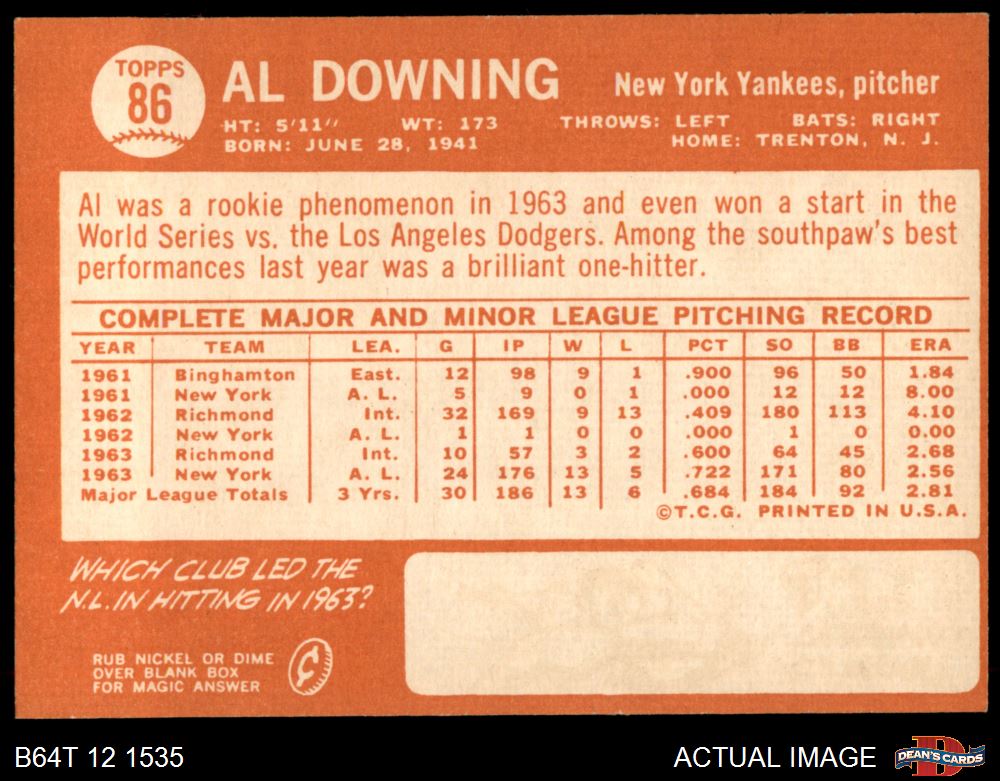 TOPPS
86
AL DOWNING
New York Yankees, pitcher
HT: 5'11" WT: 173 THROWS: LEFT BATS: RIGHT
BORN: JUNE 28, 1941 HOME: TRENTON, N. J.
Al was a rookie phenomenon in 1963 and even won a start in the
World Series vs. the Los Angeles Dodgers. Among the southpaw's best
performances last year was a brilliant one-hitter.
COMPLETE MAJOR AND MINOR LEAGUE PITCHING RECORD
YEAR TEAM LEA. G IP W L PCT SO BB ERA
1961 Binghamton East. 12 98 9 1 .900 96 50 1.84
1961 New York A. L. 5 9 0 1 .000 12 12 8.00
1962 Richmond Int. 32 169 9 13 .409 180 113 4.10
1962 New York A. L. 1 1 0 0 .000 1 0 0.00
1963 Richmond Int. 10 57 3 2 .600 64 45 2.68
1963 New York A. L. 24 176 13 5 .722 171 80 2.56
Major League Totals 3 Yrs. 30 186 13 6 .684 184 92 2.81
©T.C.G. PRINTED IN U.S.A.
WHICH CLUB LED THE
N.L. IN HITTING IN 1963?
RUB NICKEL OR DIME
OVER BLANK BOX
FOR MAGIC ANSWER
B64T 12 1535
ACTUAL IMAGE
D
DEAN'S CARDS